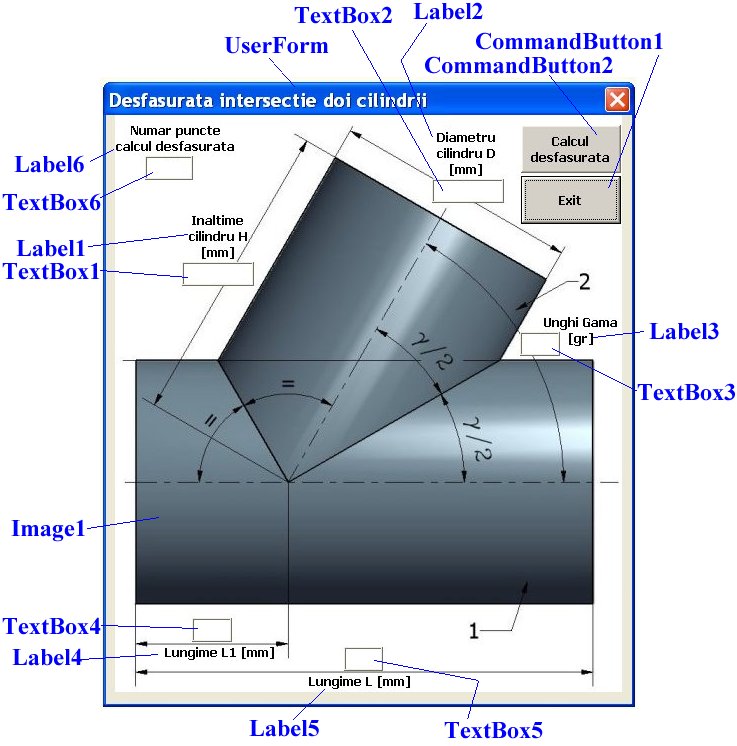 Label2
TextBox2
UserForm
CommandButton1
CommandButton2
Desfasurata intersectie doi cilindrii
Numar puncte
calcul desfasurata
Diametru
cilindru D
[mm]
Calcul
desfasurata
Label6
TextBox6
Exit
Inaltime
cilindru H
[mm]
Label1
TextBox1
2
Unghi Gama
[gr]
Label3
γ/2
TextBox3
=
=
γ/2
Image1
TextBox4
1
Label4
Lungime L1 [mm]
Lungime L [mm]
Label5
TextBox5